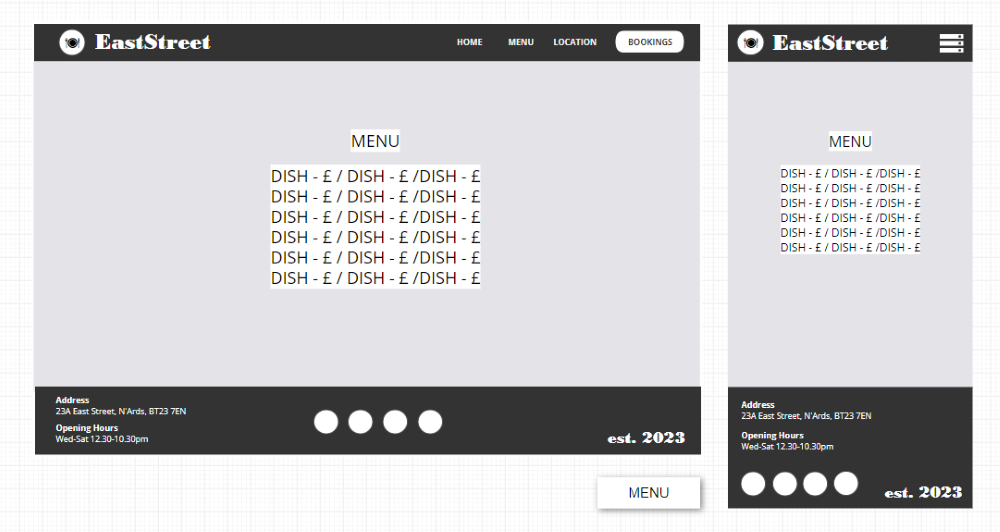 EastStreet
HOME MENU LOCATION BOOKINGS
MENU
DISH - £ / DISH - £ /DISH - £
DISH - £ / DISH - £ /DISH - £
DISH - £ / DISH - £ /DISH - £
DISH - £ / DISH - £ /DISH - £
DISH - £ / DISH - £ /DISH - £
DISH - £ / DISH - £ /DISH - £
Address
23A East Street, N'Ards, BT23 7EN
Opening Hours
Wed-Sat 12.30-10.30pm
est. 2023
MENU
EastStreet
MENU
DISH - £ / DISH - £ /DISH - £
DISH - £ / DISH - £ /DISH - £
DISH - £ / DISH - £ /DISH - £
DISH - £ / DISH - £ /DISH - £
DISH - £ / DISH - £ /DISH - £
DISH - £ / DISH - £ /DISH - £
Address
23A East Street, N'Ards, BT23 7EN
Opening Hours
Wed-Sat 12.30-10.30pm
est. 2023